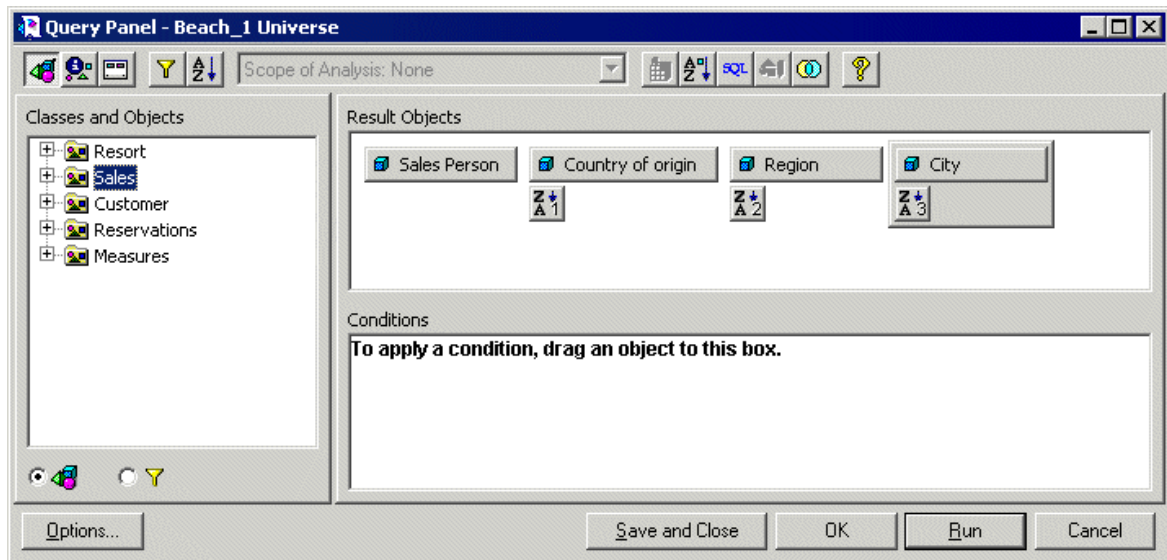 Query Panel - Beach_1 Universe
Scope of Analysis: None
SQL
Classes and Objects
Resort
Sales
Customer
Reservations
Measures
Result Objects
Sales Person
Country of origin
Region
City
Z A 1
Z A 2
Z A 3
Conditions
To apply a condition, drag an object to this box.
Options...
Save and Close
OK
Run
Cancel